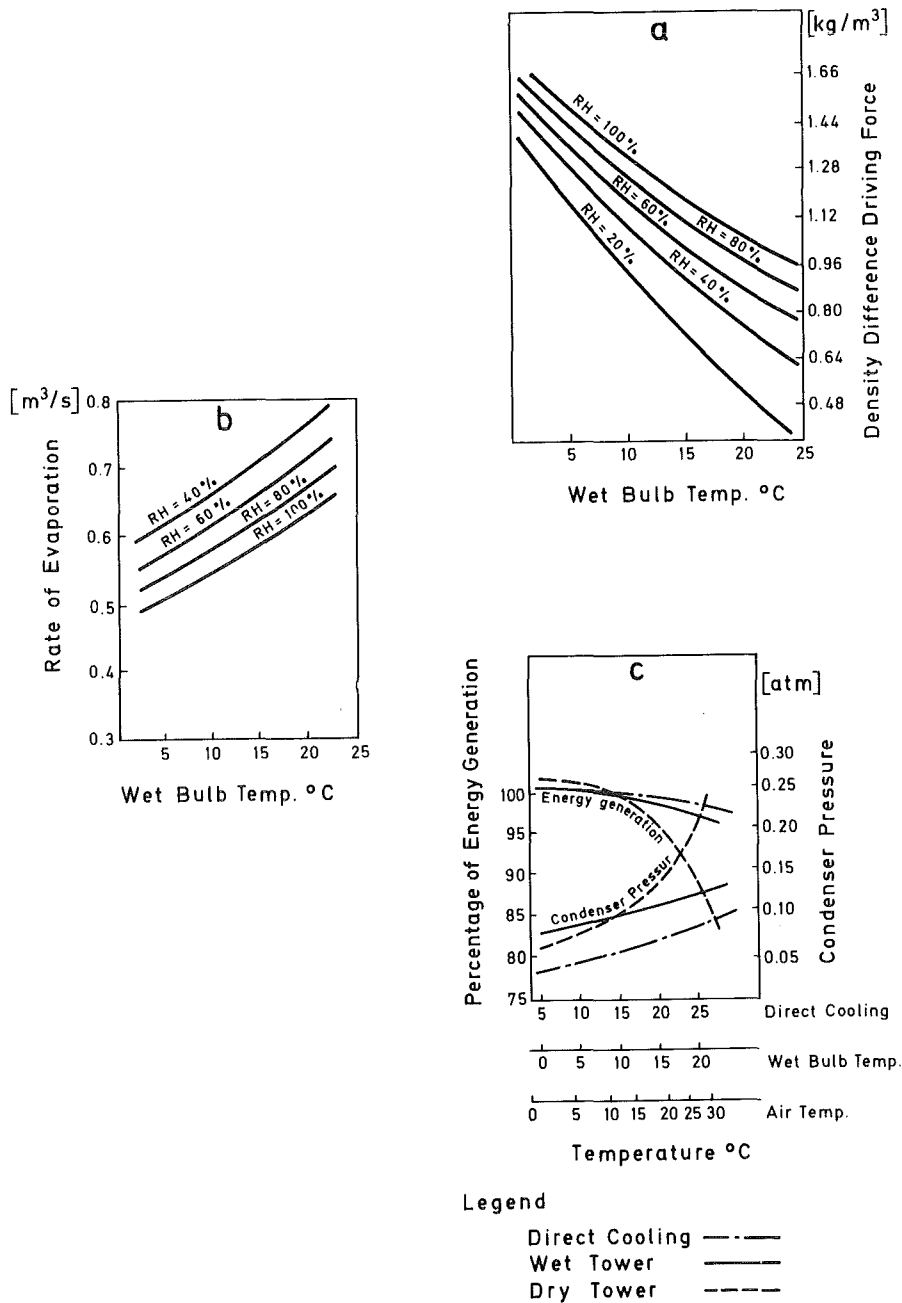 a
[kg/m³]
1.66
1.44
1.28
1.12
0.96
0.80
0.64
0.48
Density Difference Driving Force
RH = 100%
RH = 80%
RH = 60%
RH = 40%
RH = 20%
5 10 15 20 25
Wet Bulb Temp. °C
b
[m³/s]
0.8
0.7
0.6
0.5
0.4
0.3
Rate of Evaporation
RH = 40%
RH = 60%
RH = 80%
RH = 100%
5 10 15 20 25
Wet Bulb Temp. °C
c
[atm]
Percentage of Energy Generation
100
95
90
85
80
75
0.30
0.25
0.20
0.15
0.10
0.05
Condenser Pressure
Energy generation
Condenser Pressur
5 10 15 20 25 Direct Cooling
0 5 10 15 20 Wet Bulb Temp.
0 5 10 15 20 25 30 Air Temp.
Temperature °C
Legend
Direct Cooling
Wet Tower
Dry Tower